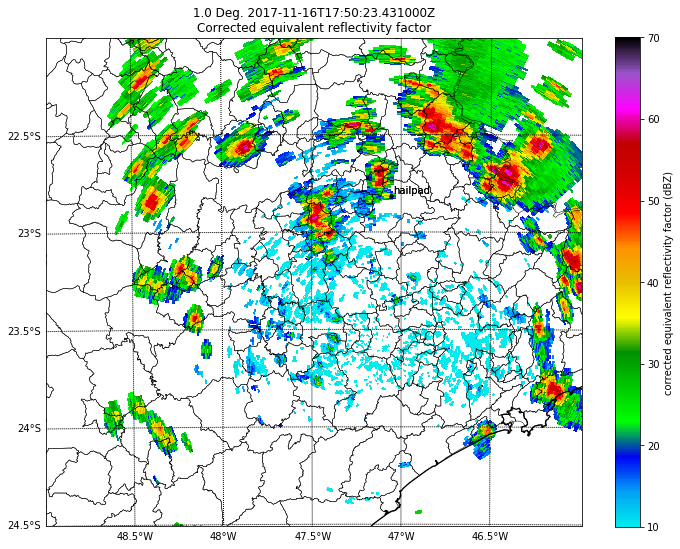 1.0 Deg. 2017-11-16T17:50:23.431000Z
Corrected equivalent reflectivity factor
22.5°S
23°S
23.5°S
24°S
24.5°S
48.5°W
48°W
47.5°W
47°W
46.5°W
hailpad
70
60
50
40
30
20
10
corrected equivalent reflectivity factor (dBZ)